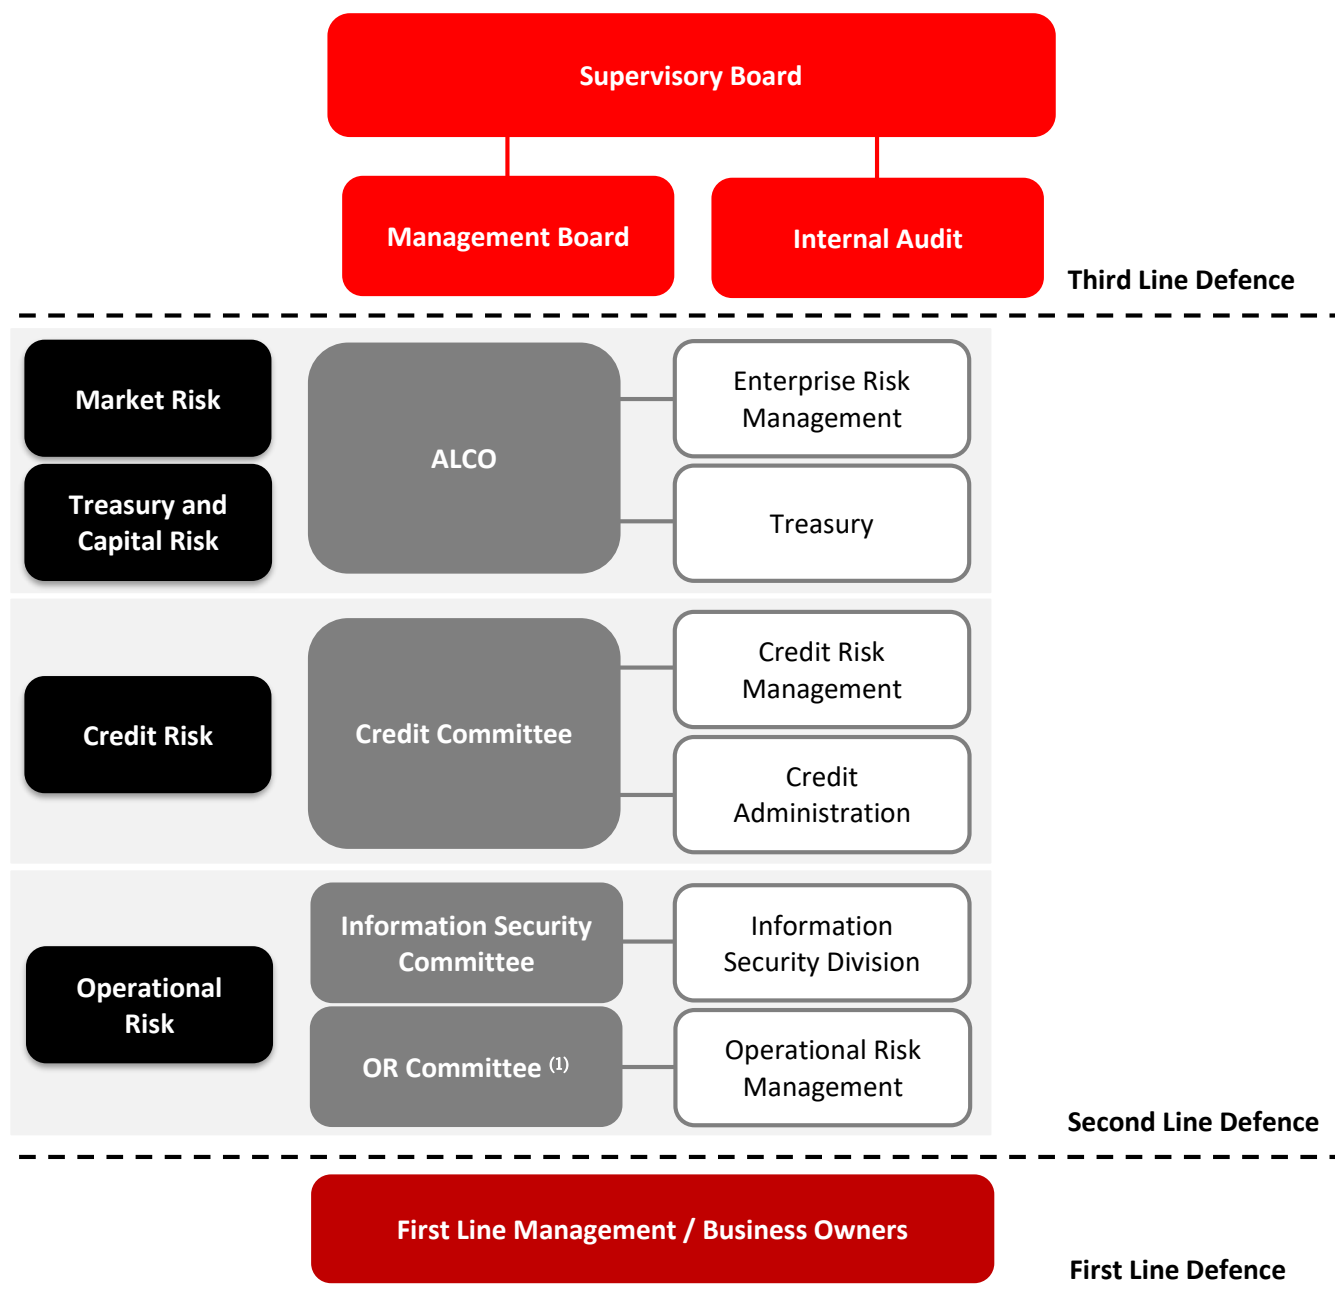 Supervisory Board
Management Board
Internal Audit
Third Line Defence
Market Risk
Treasury and
Capital Risk
ALCO
Enterprise Risk
Management
Treasury
Credit Risk
Credit Committee
Credit Risk
Management
Credit
Administration
Operational
Risk
Information Security
Committee
Information
Security Division
OR Committee (1)
Operational Risk
Management
Second Line Defence
First Line Management / Business Owners
First Line Defence